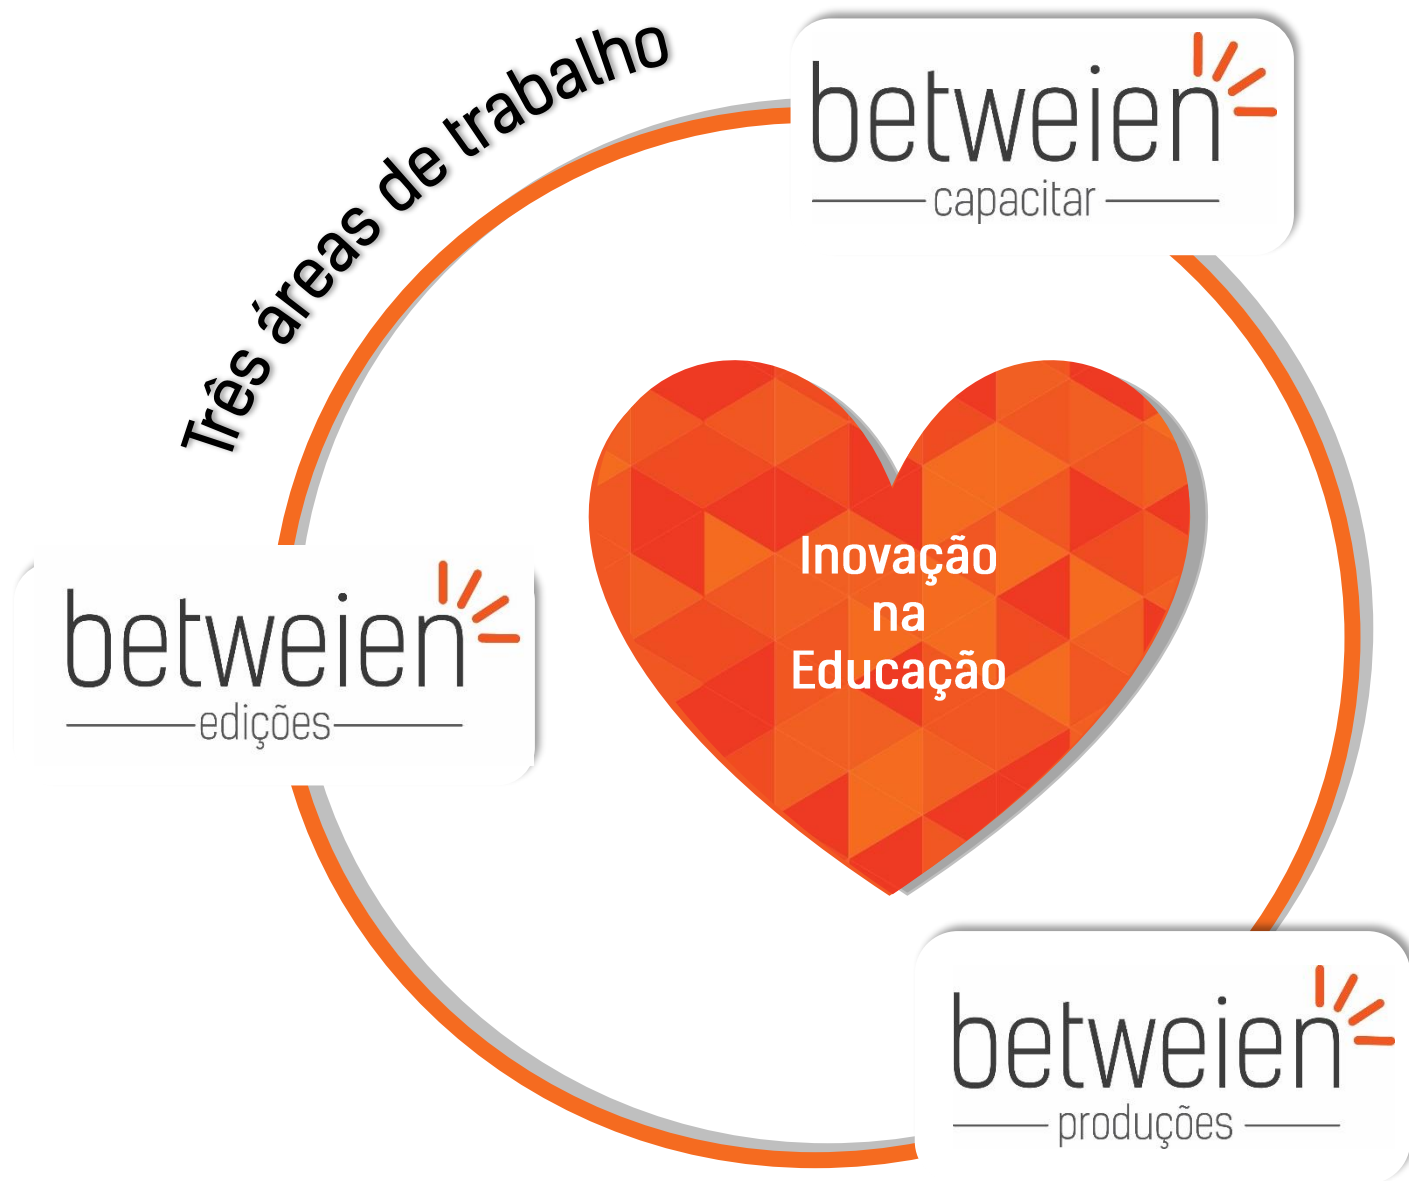 Três áreas de trabalho
betweien
capacitar
Inovação
na
Educação
betweien
edições
betweien
produções